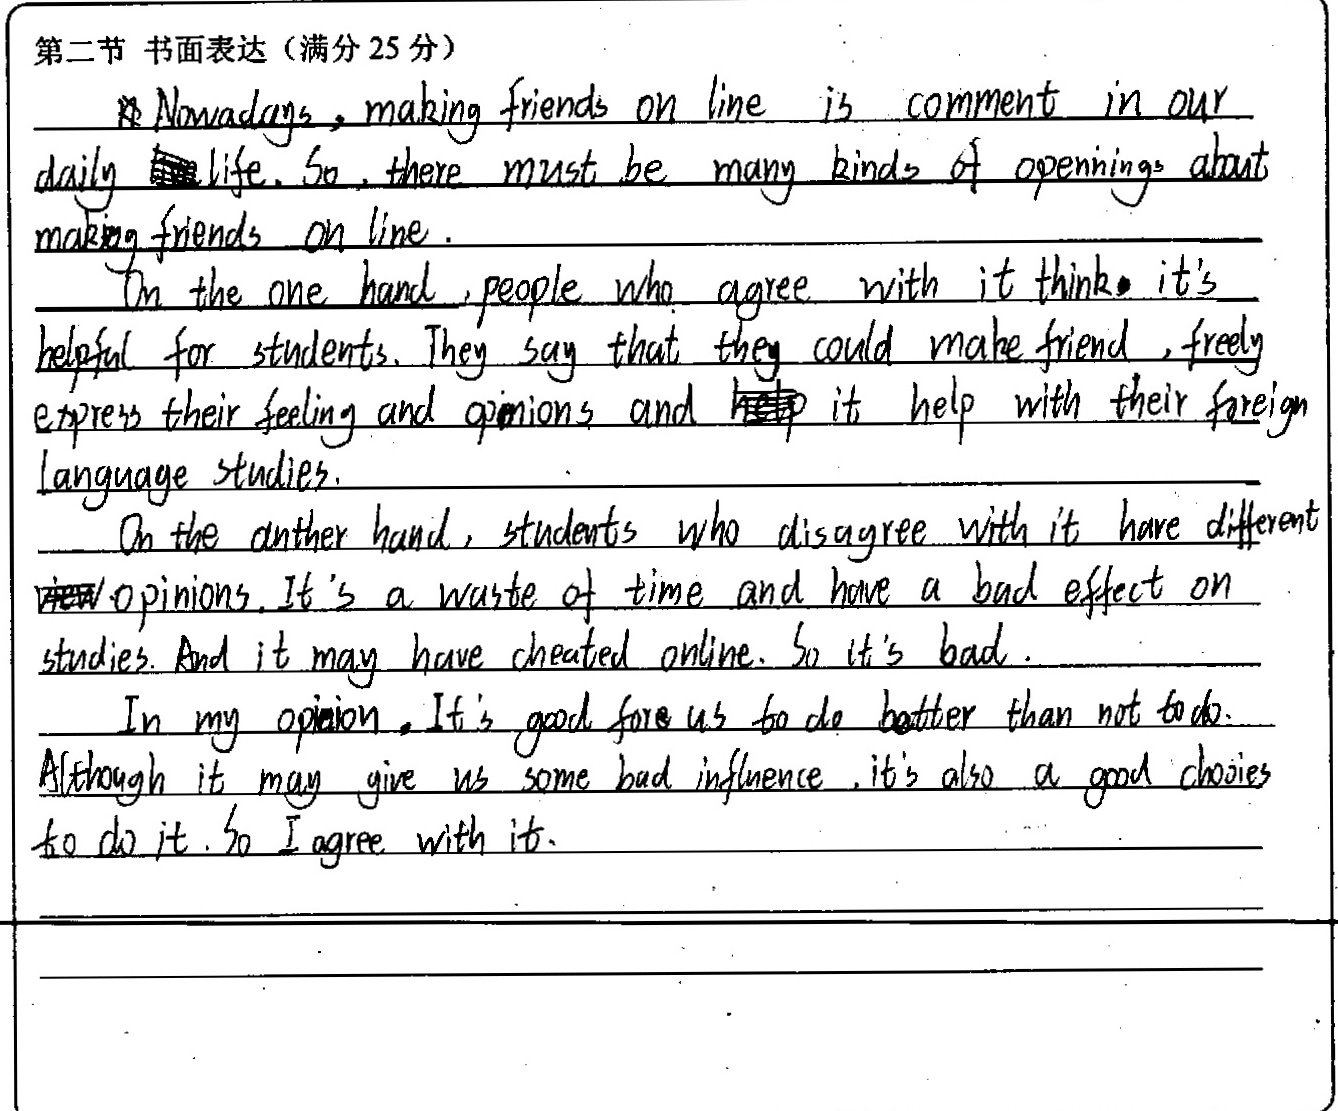 第二节 书面表达（满分 25 分）
Nowadays, making friends on line is comment in our
daily life. So, there must be many kinds of opennings about
making friends on line.
On the one hand, people who agree with it think it's
helpful for students. They say that they could make friend, freely
express their feeling and opinions and it help with their foreign
language studies.
On the anther hand, students who disagree with it have different
opinions. It's a waste of time and have a bad effect on
studies. And it may have cheated online. So it's bad.
In my opinion, It's good fore us to do batter than not to do.
Although it may give us some bad influence, it's also a good chooies
to do it. So I agree with it.